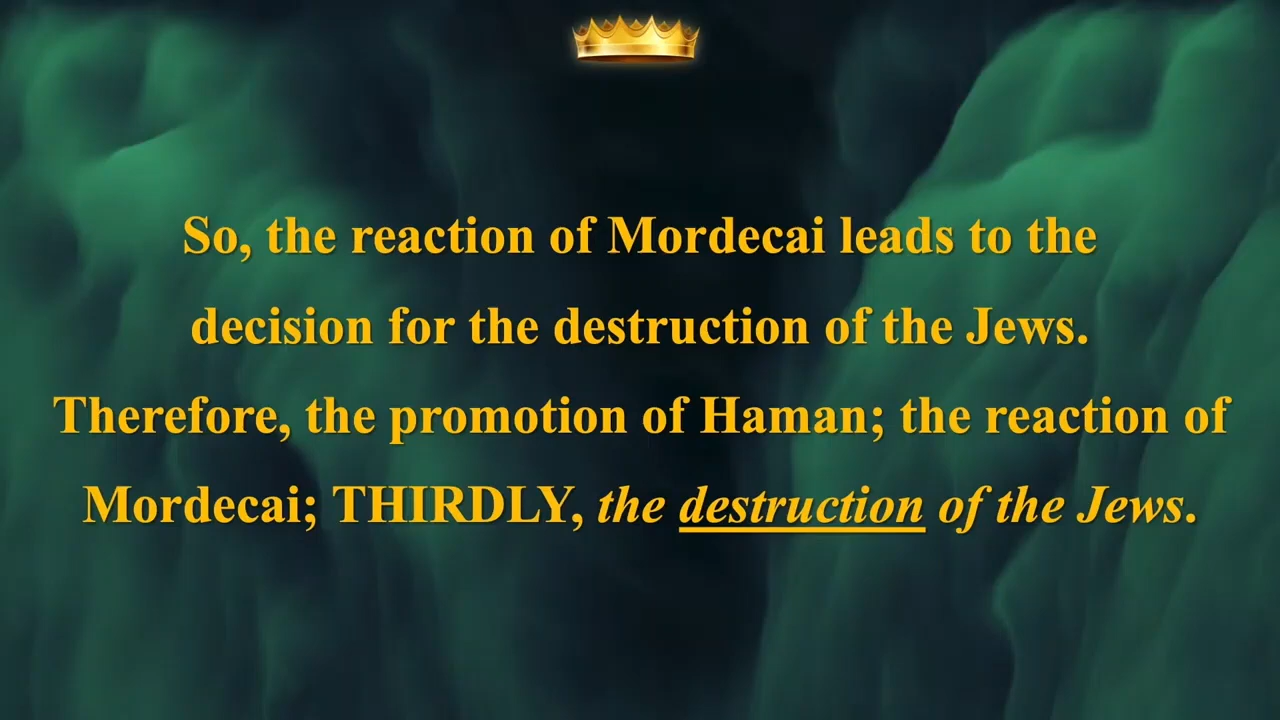 So, the reaction of Mordecai leads to the
decision for the destruction of the Jews.
Therefore, the promotion of Haman; the reaction of
Mordecai; THIRDLY, the destruction of the Jews.